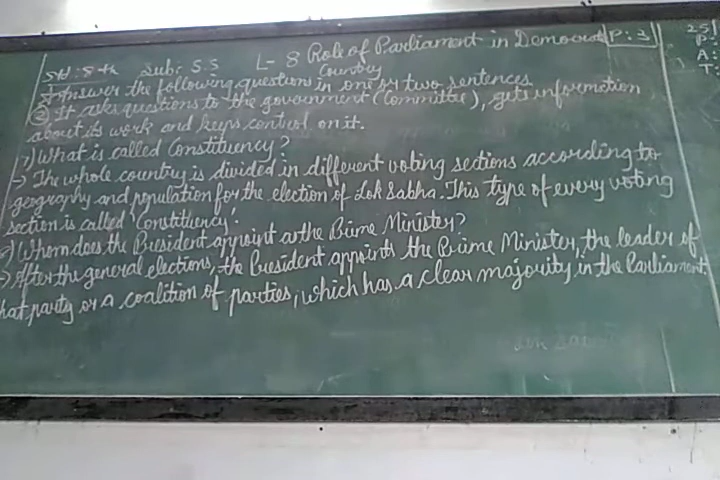 Std: 8th Sub: S.S L- 8 Role of Parliament in Democratic P: 3
Country
Answer the following questions in one or two sentences.
② It asks questions to the government (Committee), gets information
about its work and keeps control on it.
7) What is called Constituency?
→ The whole country is divided in different voting sections according to
geography and population for the election of Lok Sabha. This type of every voting
section is called 'Constituency'.
Whom does the President appoint as the Prime Minister?
→ After the general elections, the President appoints the Prime Minister, the leader of
that party or a coalition of parties, which has a clear majority in the Parliament.
25
P:
A:
T: